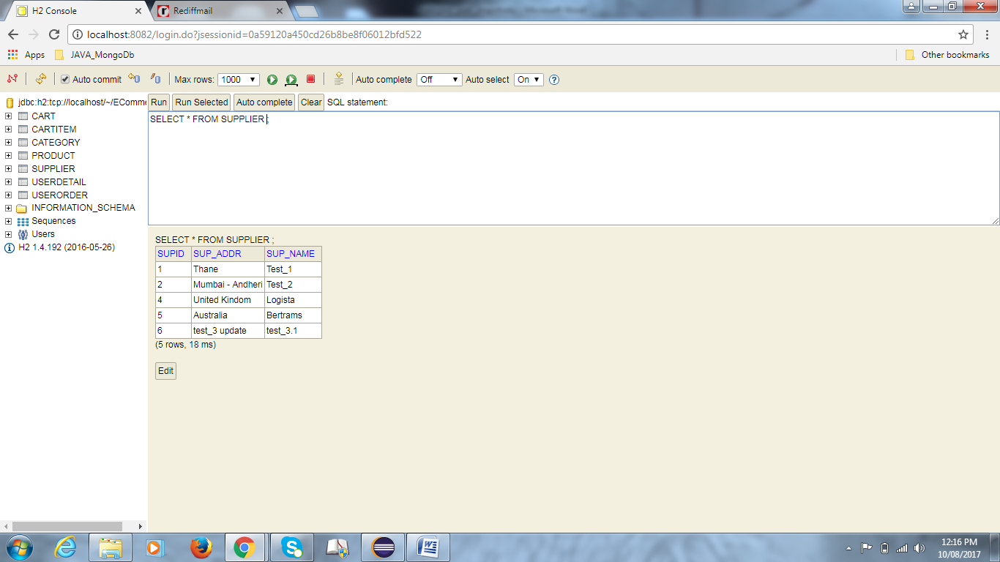 H2 Console
Rediffmail
localhost:8082/login.do?jsessionid=0a59120a450cd26b8be8f06012bfd522
Apps JAVA_MongoDb Other bookmarks
Auto commit Max rows: 1000 Auto complete Off Auto select On
jdbc:h2:tcp://localhost/~/EComme
Run Run Selected Auto complete Clear SQL statement:
CART
CARTITEM
CATEGORY
PRODUCT
SUPPLIER
USERDETAIL
USERORDER
INFORMATION_SCHEMA
Sequences
Users
H2 1.4.192 (2016-05-26)
SELECT * FROM SUPPLIER ;
SELECT * FROM SUPPLIER ;
SUPID SUP_ADDR SUP_NAME
1 Thane Test_1
2 Mumbai - Andheri Test_2
4 United Kindom Logista
5 Australia Bertrams
6 test_3 update test_3.1
(5 rows, 18 ms)
Edit
12:16 PM
10/08/2017